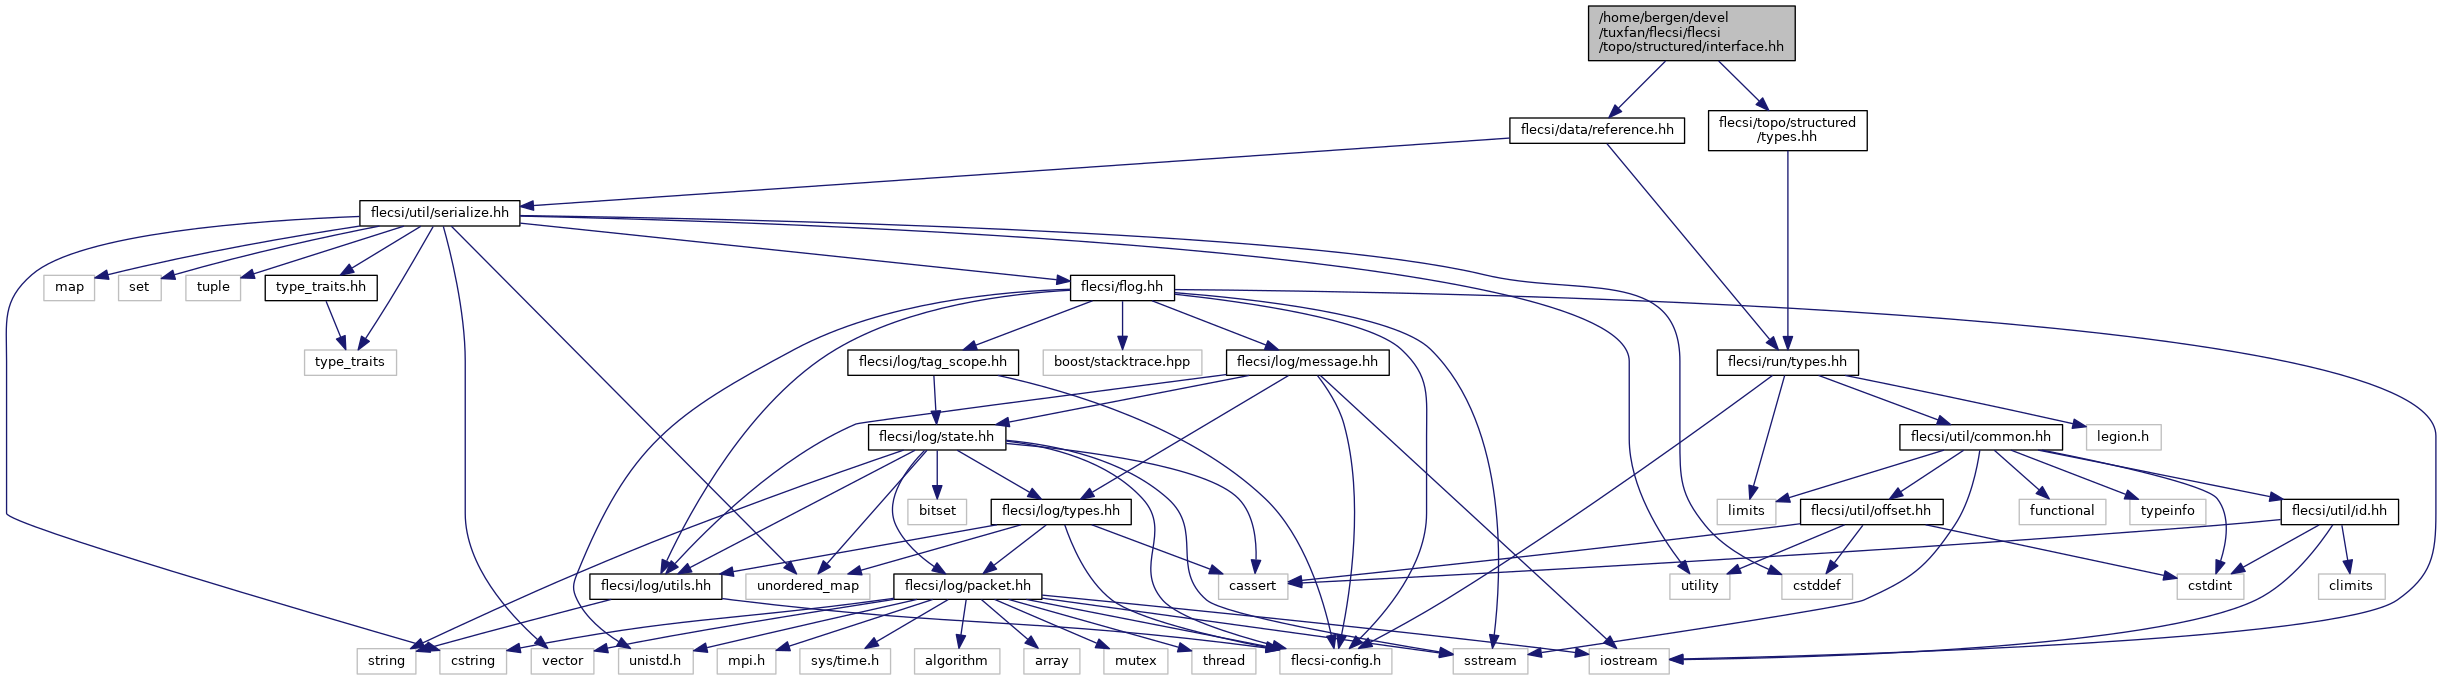 /home/bergen/devel
/tuxfan/flecsi/flecsi
/topo/structured/interface.hh
flecsi/data/reference.hh
flecsi/topo/structured
/types.hh
flecsi/util/serialize.hh
map
set
tuple
type_traits.hh
flecsi/flog.hh
type_traits
flecsi/log/tag_scope.hh
boost/stacktrace.hpp
flecsi/log/message.hh
flecsi/run/types.hh
flecsi/log/state.hh
flecsi/util/common.hh
legion.h
bitset
flecsi/log/types.hh
limits
flecsi/util/offset.hh
functional
typeinfo
flecsi/util/id.hh
flecsi/log/utils.hh
unordered_map
flecsi/log/packet.hh
cassert
utility
cstddef
cstdint
climits
string
cstring
vector
unistd.h
mpi.h
sys/time.h
algorithm
array
mutex
thread
flecsi-config.h
sstream
iostream